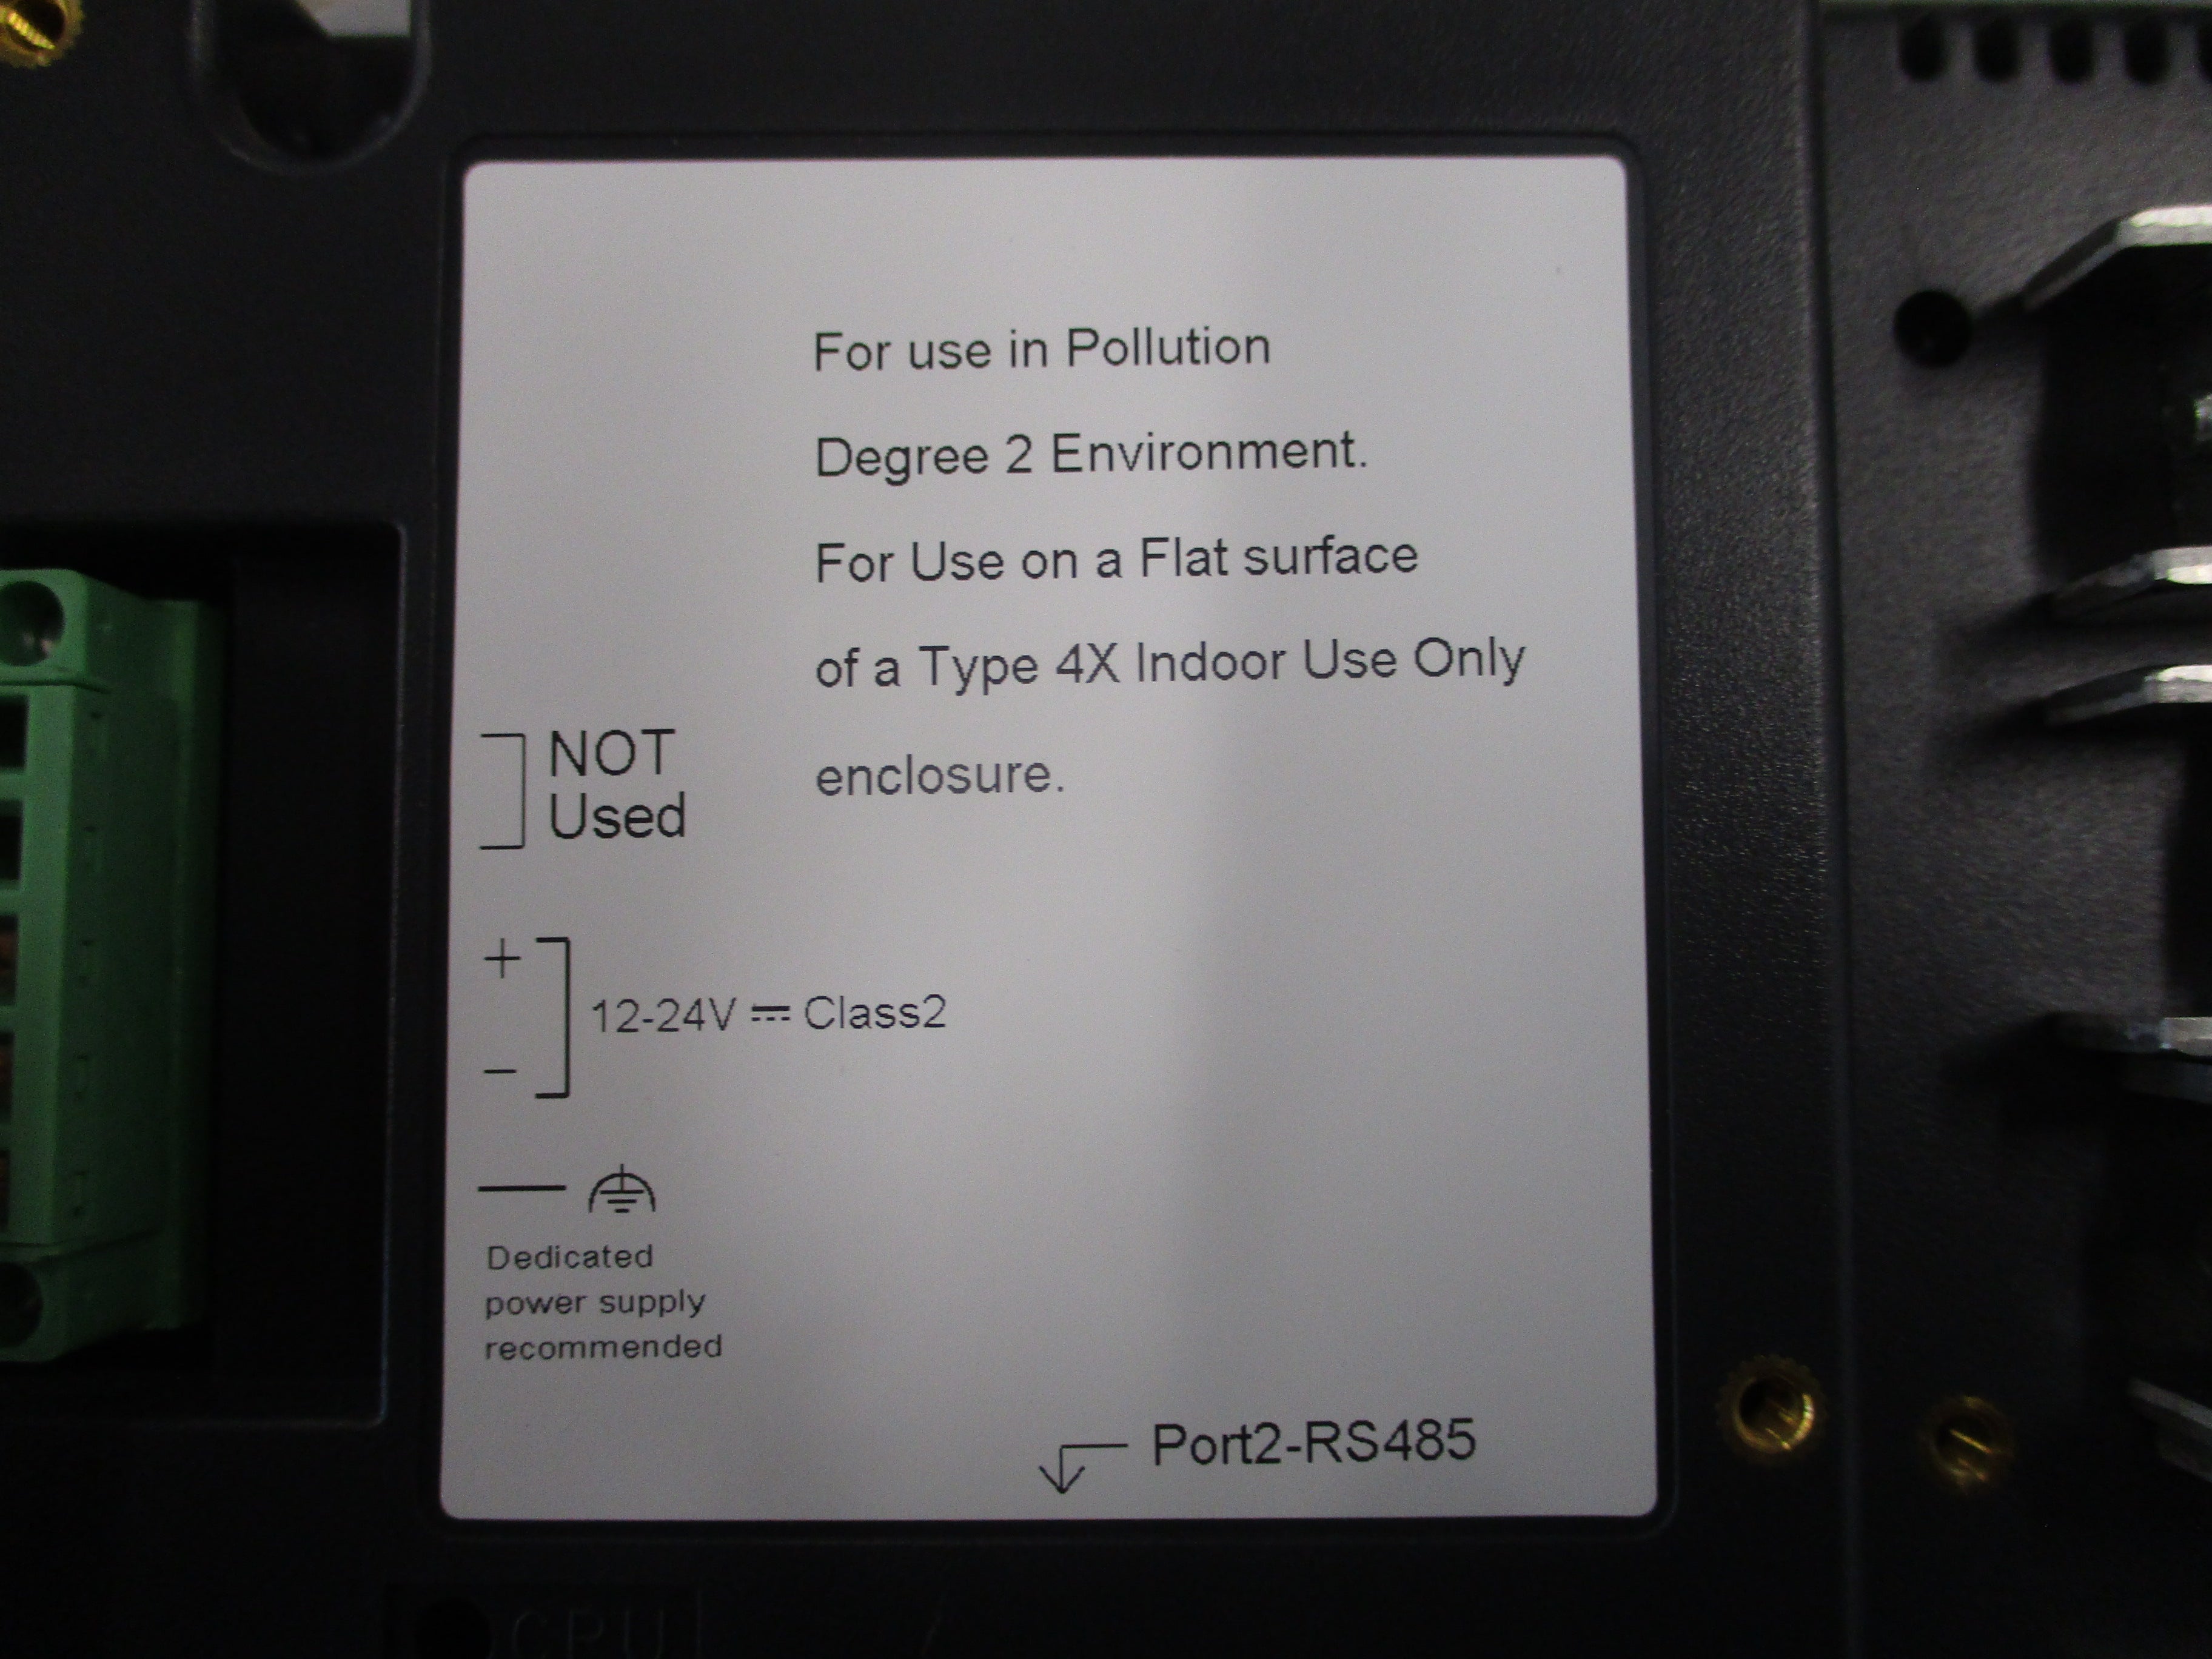 For use in Pollution
Degree 2 Environment.
For Use on a Flat surface
of a Type 4X Indoor Use Only
enclosure.
NOT
Used
+
12-24V ⎓ Class2
−
Dedicated
power supply
recommended
Port2-RS485
CPU